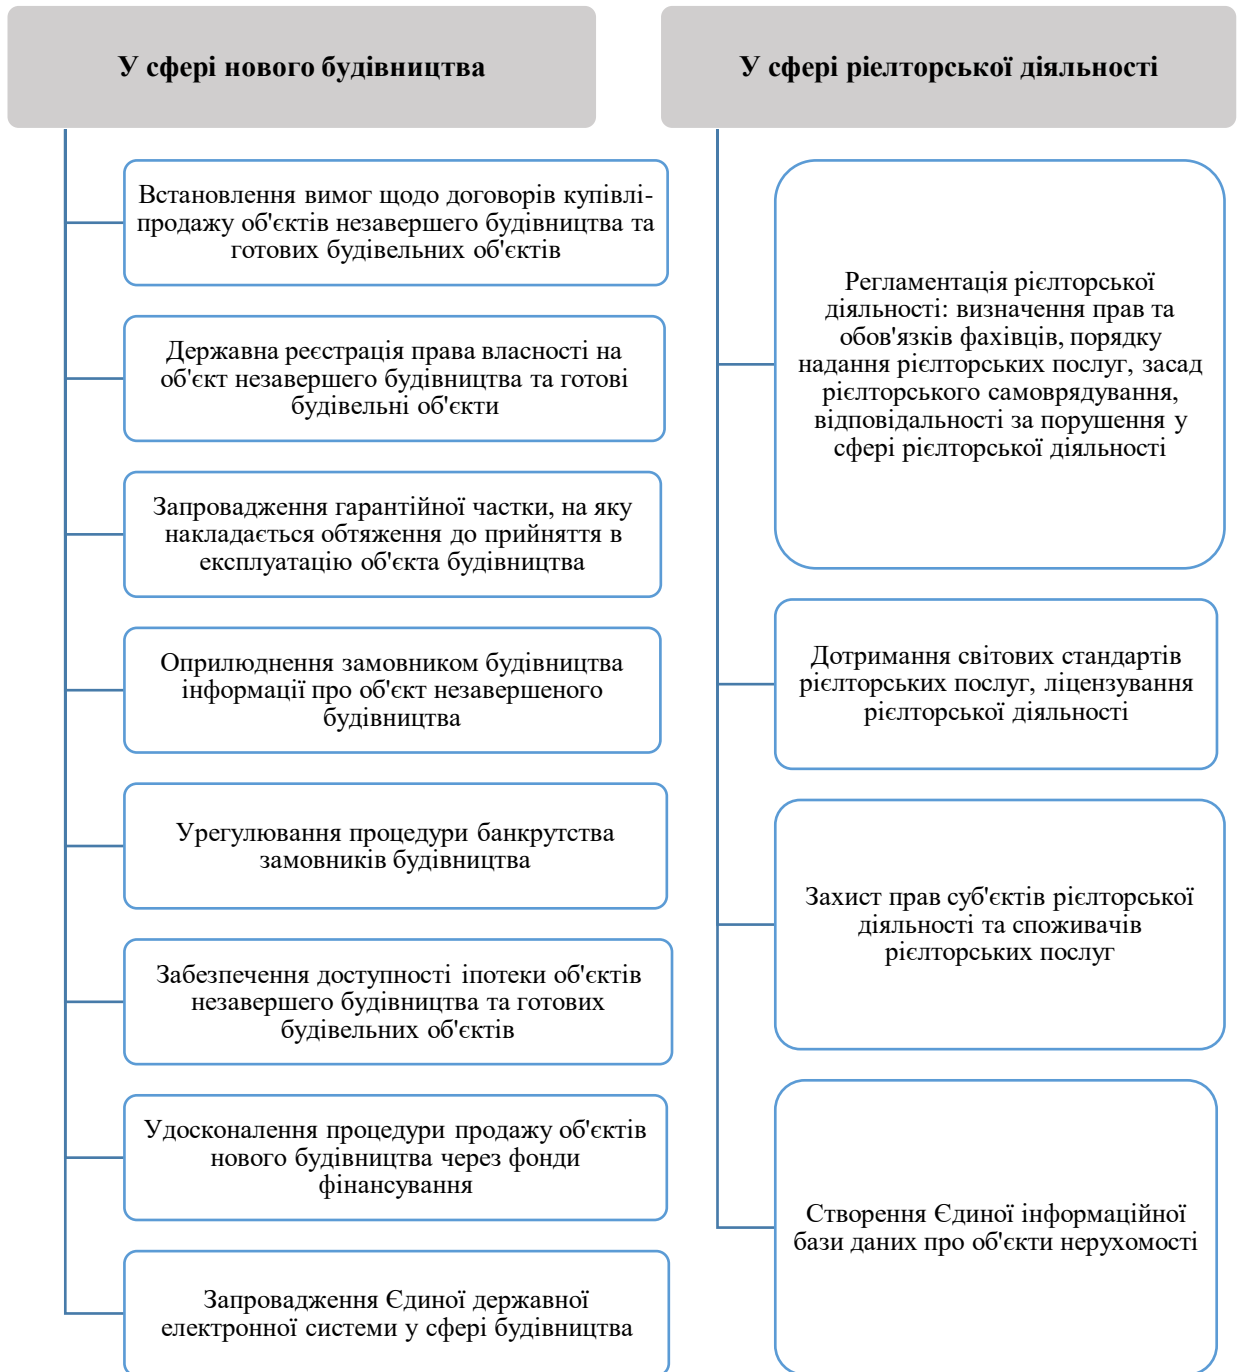 У сфері нового будівництва
Встановлення вимог щодо договорів купівлі-
продажу об'єктів незавершего будівництва та
готових будівельних об'єктів
Державна реєстрація права власності на
об'єкт незавершего будівництва та готові
будівельні об'єкти
Запровадження гарантійної частки, на яку
накладається обтяження до прийняття в
експлуатацію об'єкта будівництва
Оприлюднення замовником будівництва
інформації про об'єкт незавершеного
будівництва
Урегулювання процедури банкрутства
замовників будівництва
Забезпечення доступності іпотеки об'єктів
незавершего будівництва та готових
будівельних об'єктів
Удосконалення процедури продажу об'єктів
нового будівництва через фонди
фінансування
Запровадження Єдиної державної
електронної системи у сфері будівництва
У сфері ріелторської діяльності
Регламентація рієлторської
діяльності: визначення прав та
обов'язків фахівців, порядку
надання рієлторських послуг, засад
рієлторського самоврядування,
відповідальності за порушення у
сфері рієлторської діяльності
Дотримання світових стандартів
рієлторських послуг, ліцензування
рієлторської діяльності
Захист прав суб'єктів рієлторської
діяльності та споживачів
рієлторських послуг
Створення Єдиної інформаційної
бази даних про об'єкти нерухомості